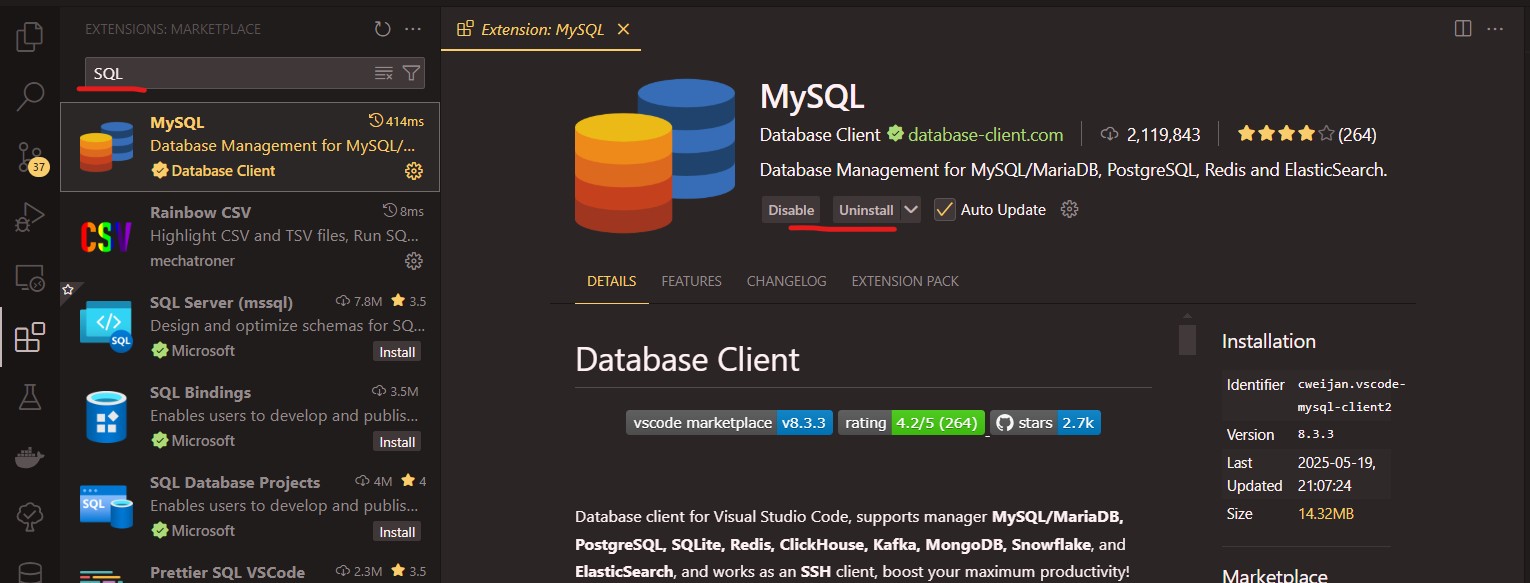 EXTENSIONS: MARKETPLACE
SQL
37
MySQL 414ms
Database Management for MySQL/...
Database Client
Rainbow CSV 8ms
CSV
Highlight CSV and TSV files, Run SQ...
mechatroner
SQL Server (mssql) 7.8M 3.5
Design and optimize schemas for SQ...
SQL
Microsoft Install
SQL Bindings 3.5M
Enables users to develop and publis...
Microsoft Install
SQL Database Projects 4M 4
SQL
Enables users to develop and publis...
Microsoft Install
Prettier SQL VSCode 2.3M 3.5
Extension: MySQL
MySQL
Database Client database-client.com 2,119,843 (264)
Database Management for MySQL/MariaDB, PostgreSQL, Redis and ElasticSearch.
Disable Uninstall Auto Update
DETAILS FEATURES CHANGELOG EXTENSION PACK
Database Client
vscode marketplace v8.3.3 rating 4.2/5 (264) stars 2.7k
Database client for Visual Studio Code, supports manager MySQL/MariaDB,
PostgreSQL, SQLite, Redis, ClickHouse, Kafka, MongoDB, Snowflake, and
ElasticSearch, and works as an SSH client, boost your maximum productivity!
Installation
Identifier cweijan.vscode-
mysql-client2
Version 8.3.3
Last 2025-05-19,
Updated 21:07:24
Size 14.32MB
Marketplace